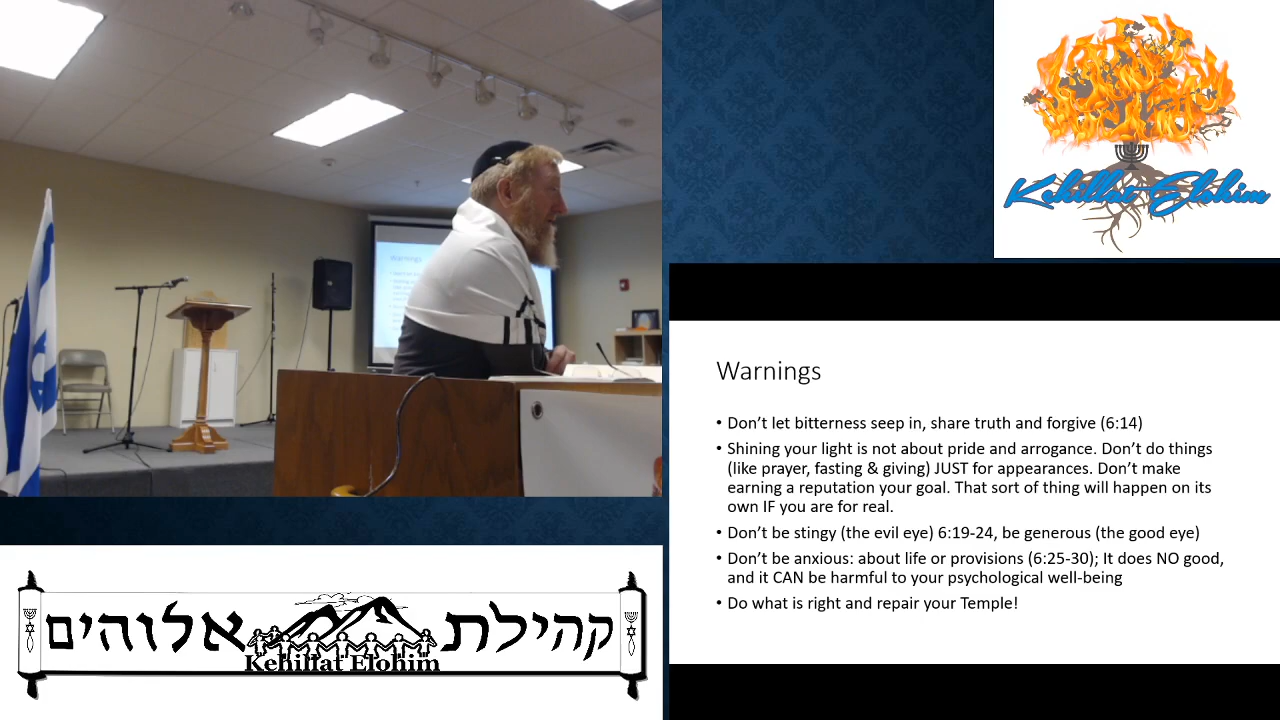 Kehillat Elohim
Warnings
Warnings
• Don't let bitterness seep in, share truth and forgive (6:14)
• Shining your light is not about pride and arrogance. Don't do things
(like prayer, fasting & giving) JUST for appearances. Don't make
earning a reputation your goal. That sort of thing will happen on its
own IF you are for real.
• Don't be stingy (the evil eye) 6:19-24, be generous (the good eye)
• Don't be anxious: about life or provisions (6:25-30); It does NO good,
and it CAN be harmful to your psychological well-being
• Do what is right and repair your Temple!
קהילת אלוהים
Kehillat Elohim